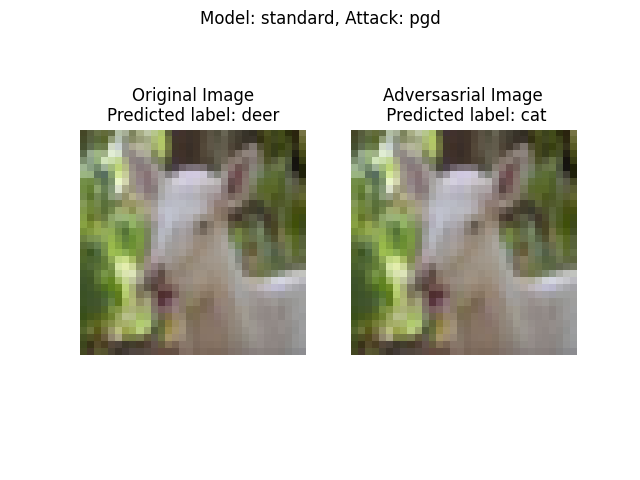 Model: standard, Attack: pgd
Original Image
Predicted label: deer
Adversasrial Image
Predicted label: cat